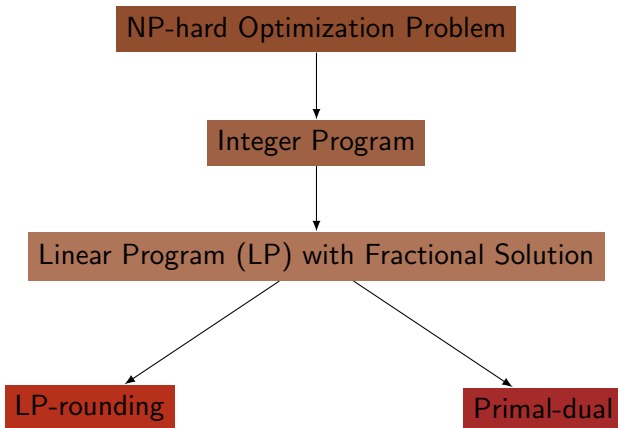 NP-hard Optimization Problem
Integer Program
Linear Program (LP) with Fractional Solution
LP-rounding
Primal-dual